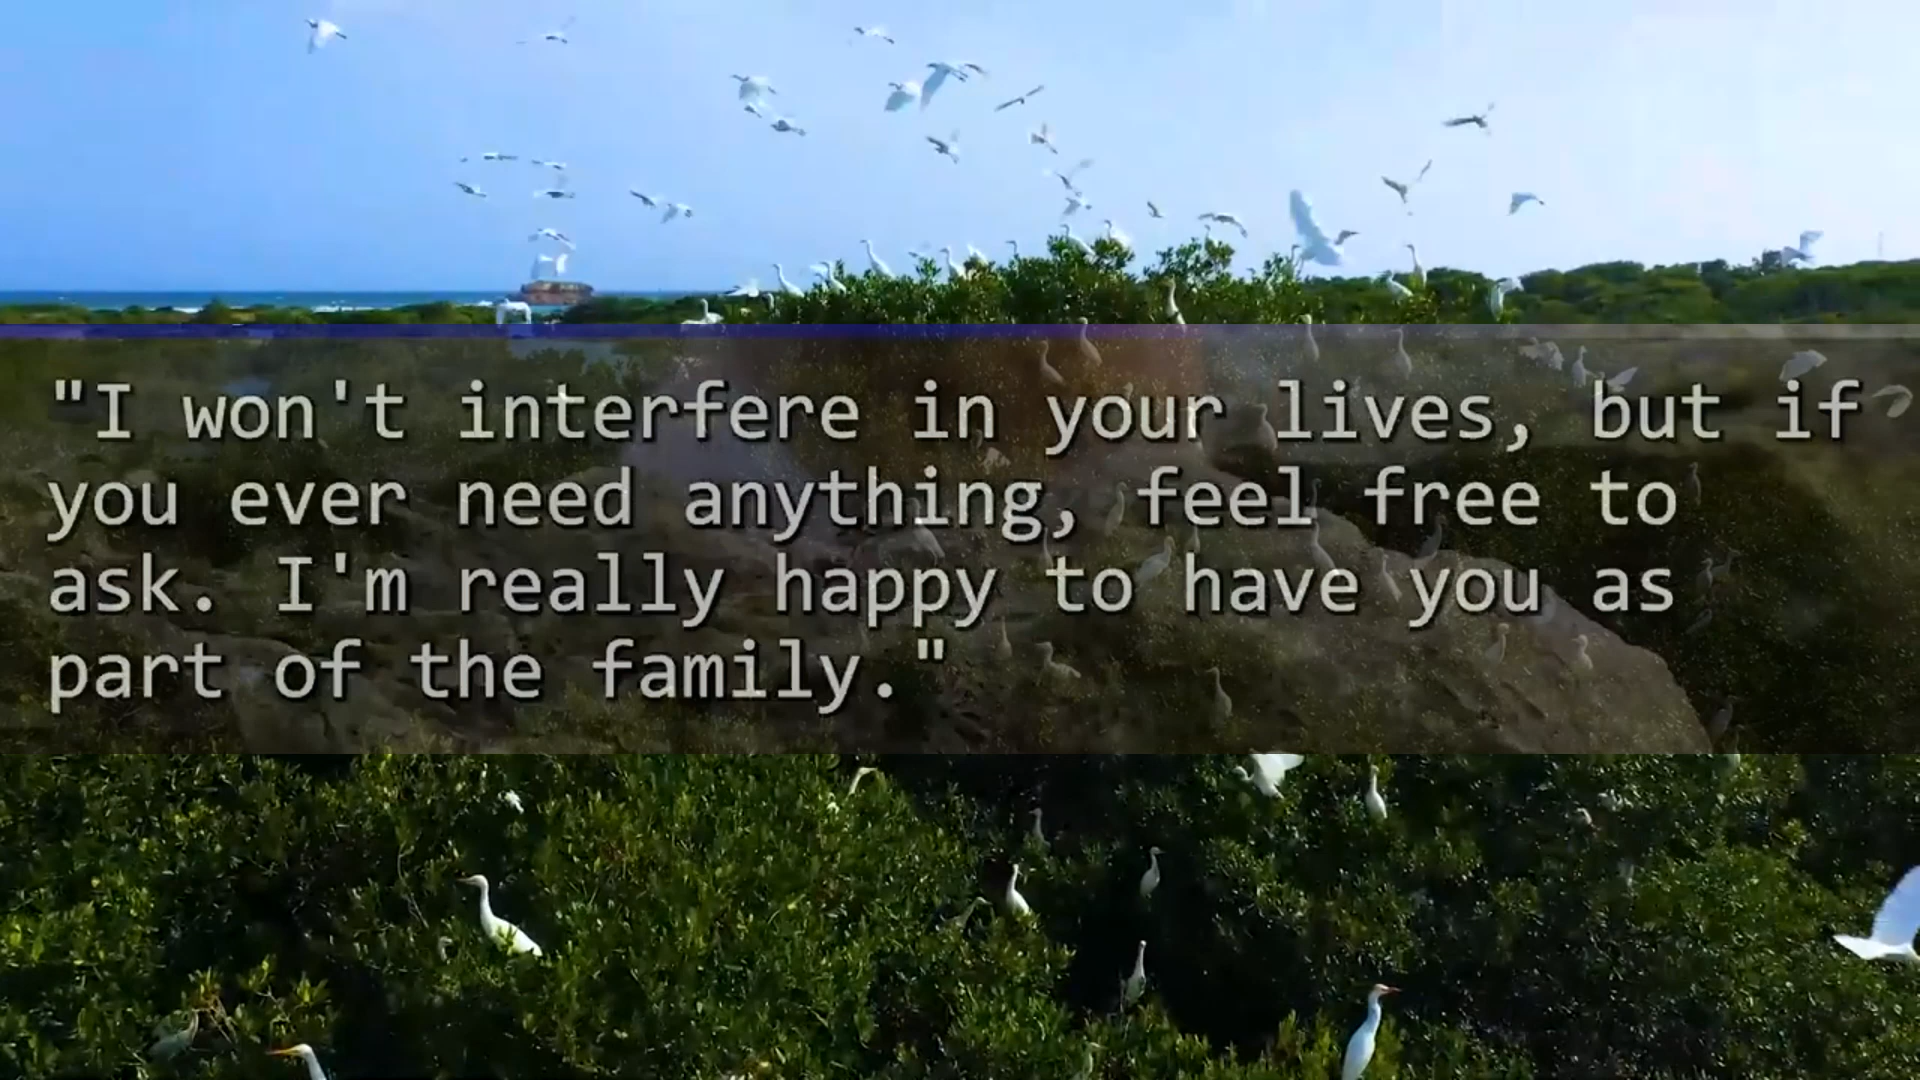 "I won't interfere in your lives, but if
you ever need anything, feel free to
ask. I'm really happy to have you as
part of the family."